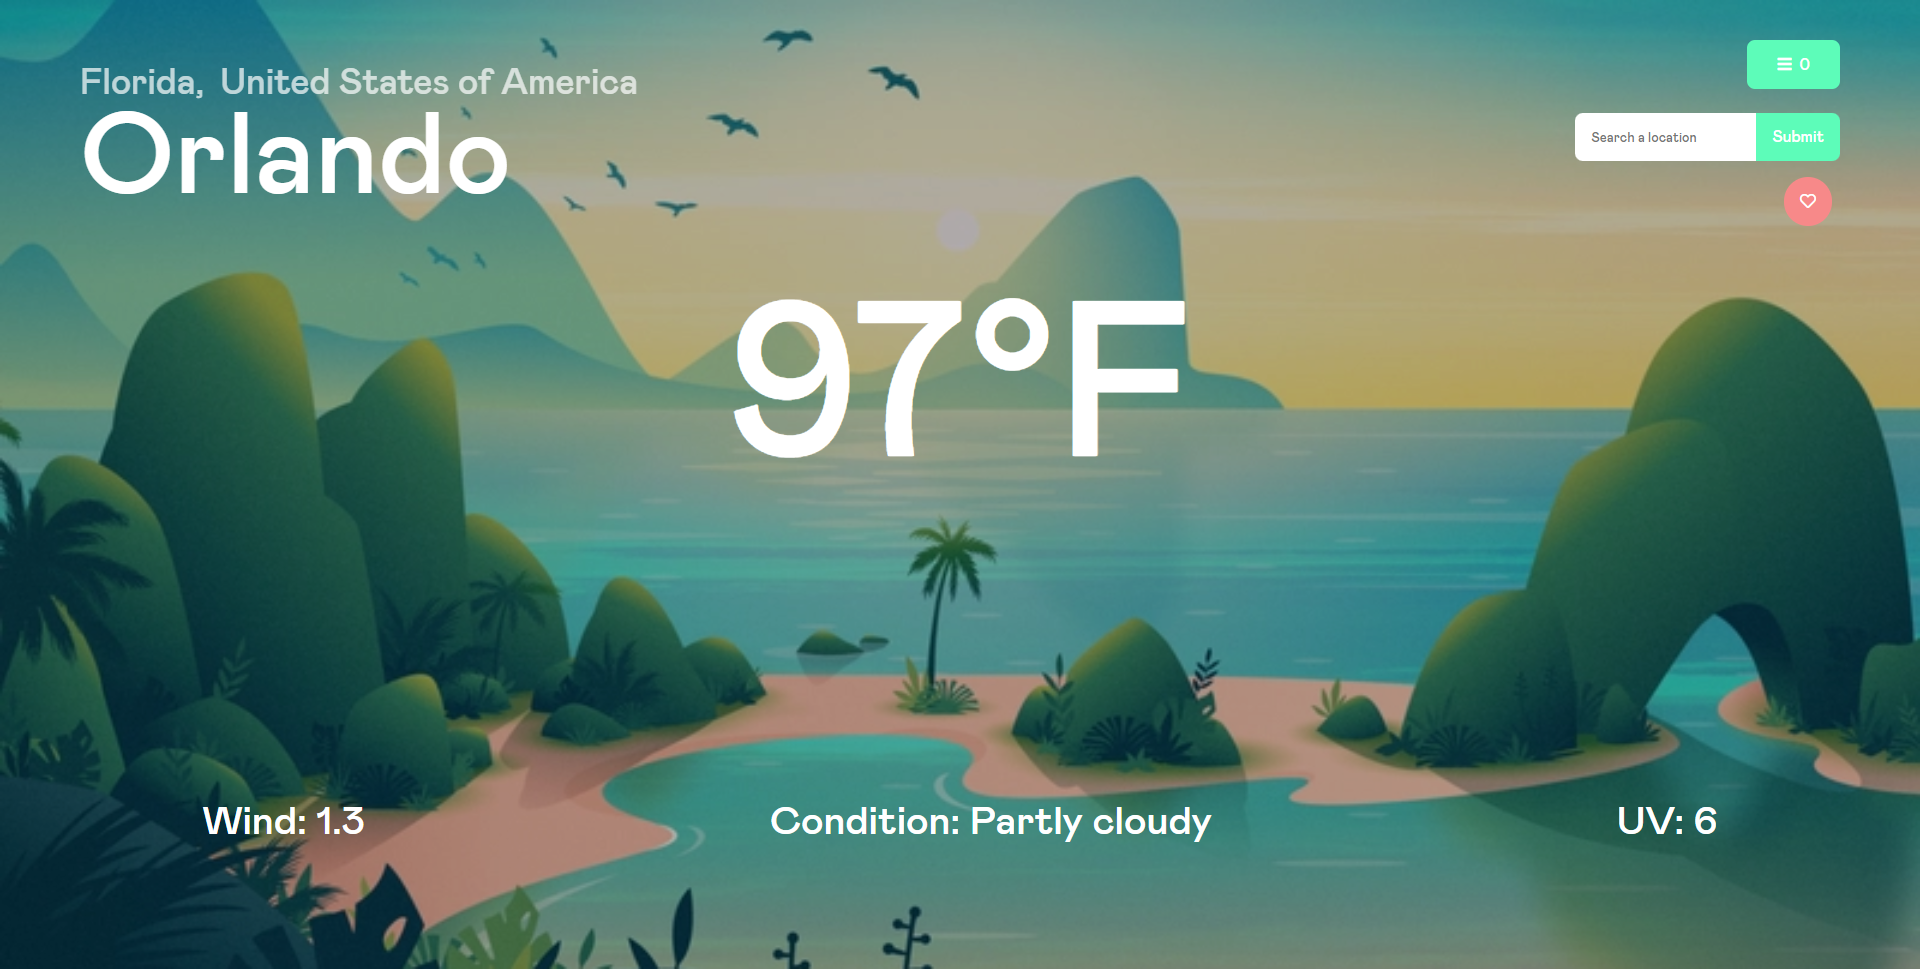 Florida, United States of America
Orlando
0
Search a location
Submit
97°F
Wind: 1.3
Condition: Partly cloudy
UV: 6